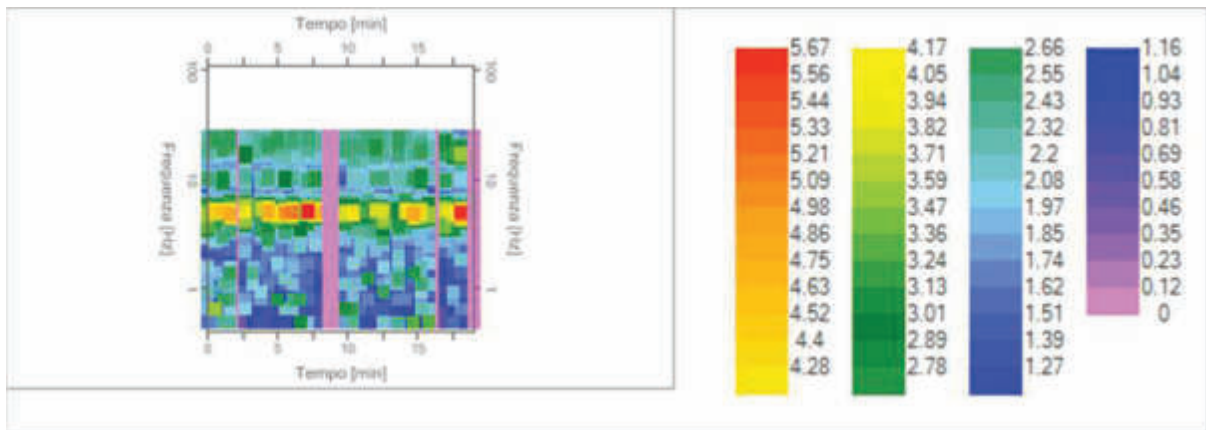 Tempo [min]
0 5 10 15
100 100
Frequenza [Hz] Frequenza [Hz]
10 10
1 1
0 5 10 15
Tempo [min]
5.67 4.17 2.66 1.16
5.56 4.05 2.55 1.04
5.44 3.94 2.43 0.93
5.33 3.82 2.32 0.81
5.21 3.71 2.2 0.69
5.09 3.59 2.08 0.58
4.98 3.47 1.97 0.46
4.86 3.36 1.85 0.35
4.75 3.24 1.74 0.23
4.63 3.13 1.62 0.12
4.52 3.01 1.51 0
4.4 2.89 1.39
4.28 2.78 1.27